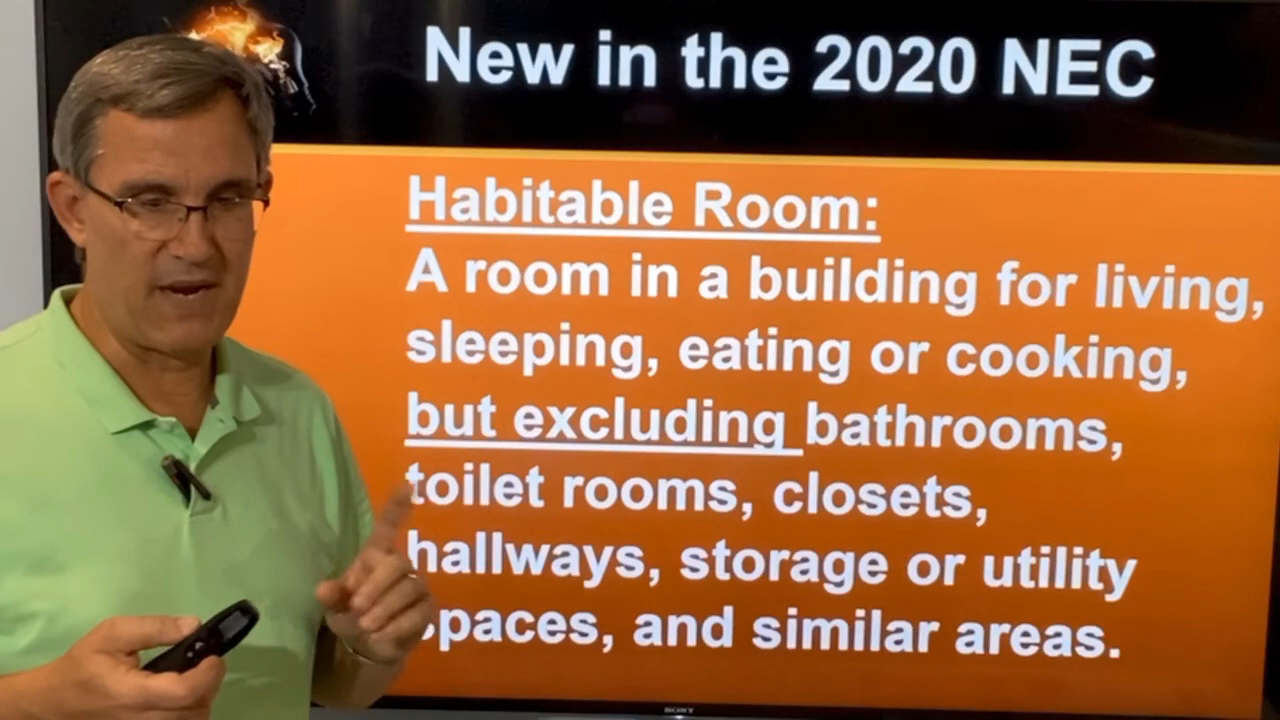 New in the 2020 NEC
Habitable Room:
A room in a building for living,
sleeping, eating or cooking,
but excluding bathrooms,
toilet rooms, closets,
hallways, storage or utility
spaces, and similar areas.
SONY